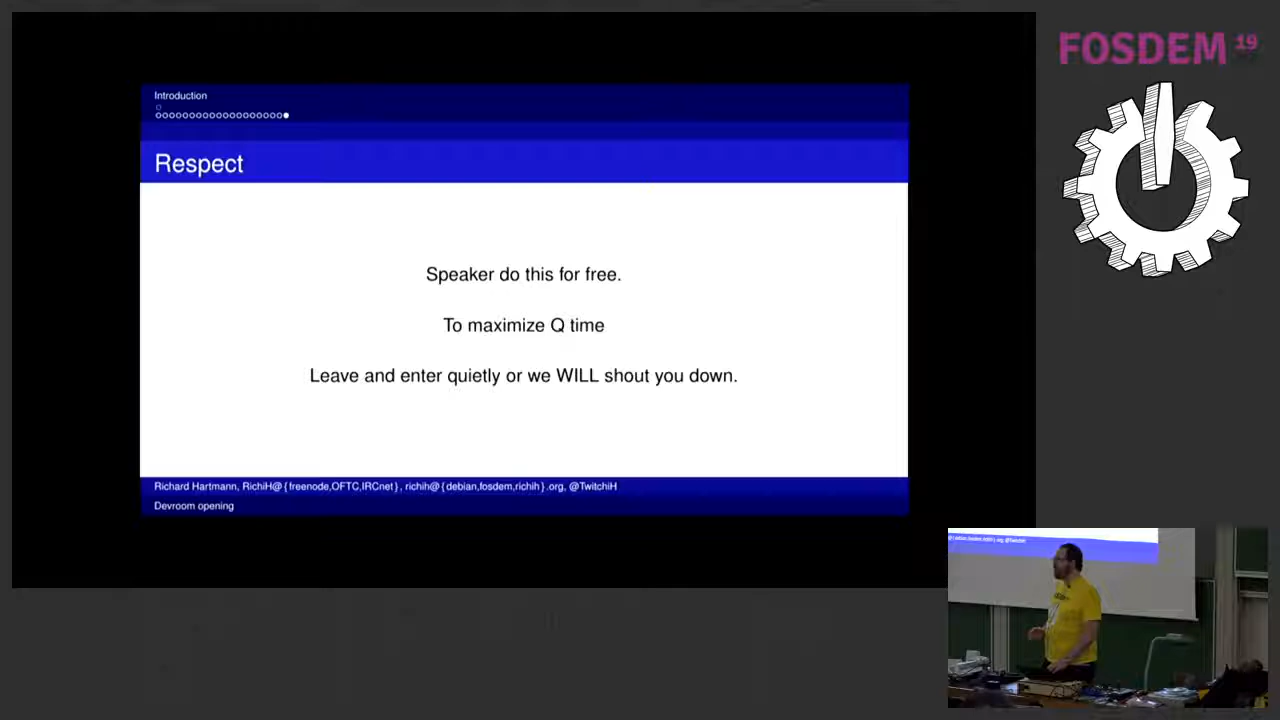 FOSDEM 19
Introduction
Respect
Speaker do this for free.
To maximize Q time
Leave and enter quietly or we WILL shout you down.
Richard Hartmann, RichiH@{freenode,OFTC,IRCnet}, richih@{debian,fosdem,richih}.org, @TwitchiH
Devroom opening